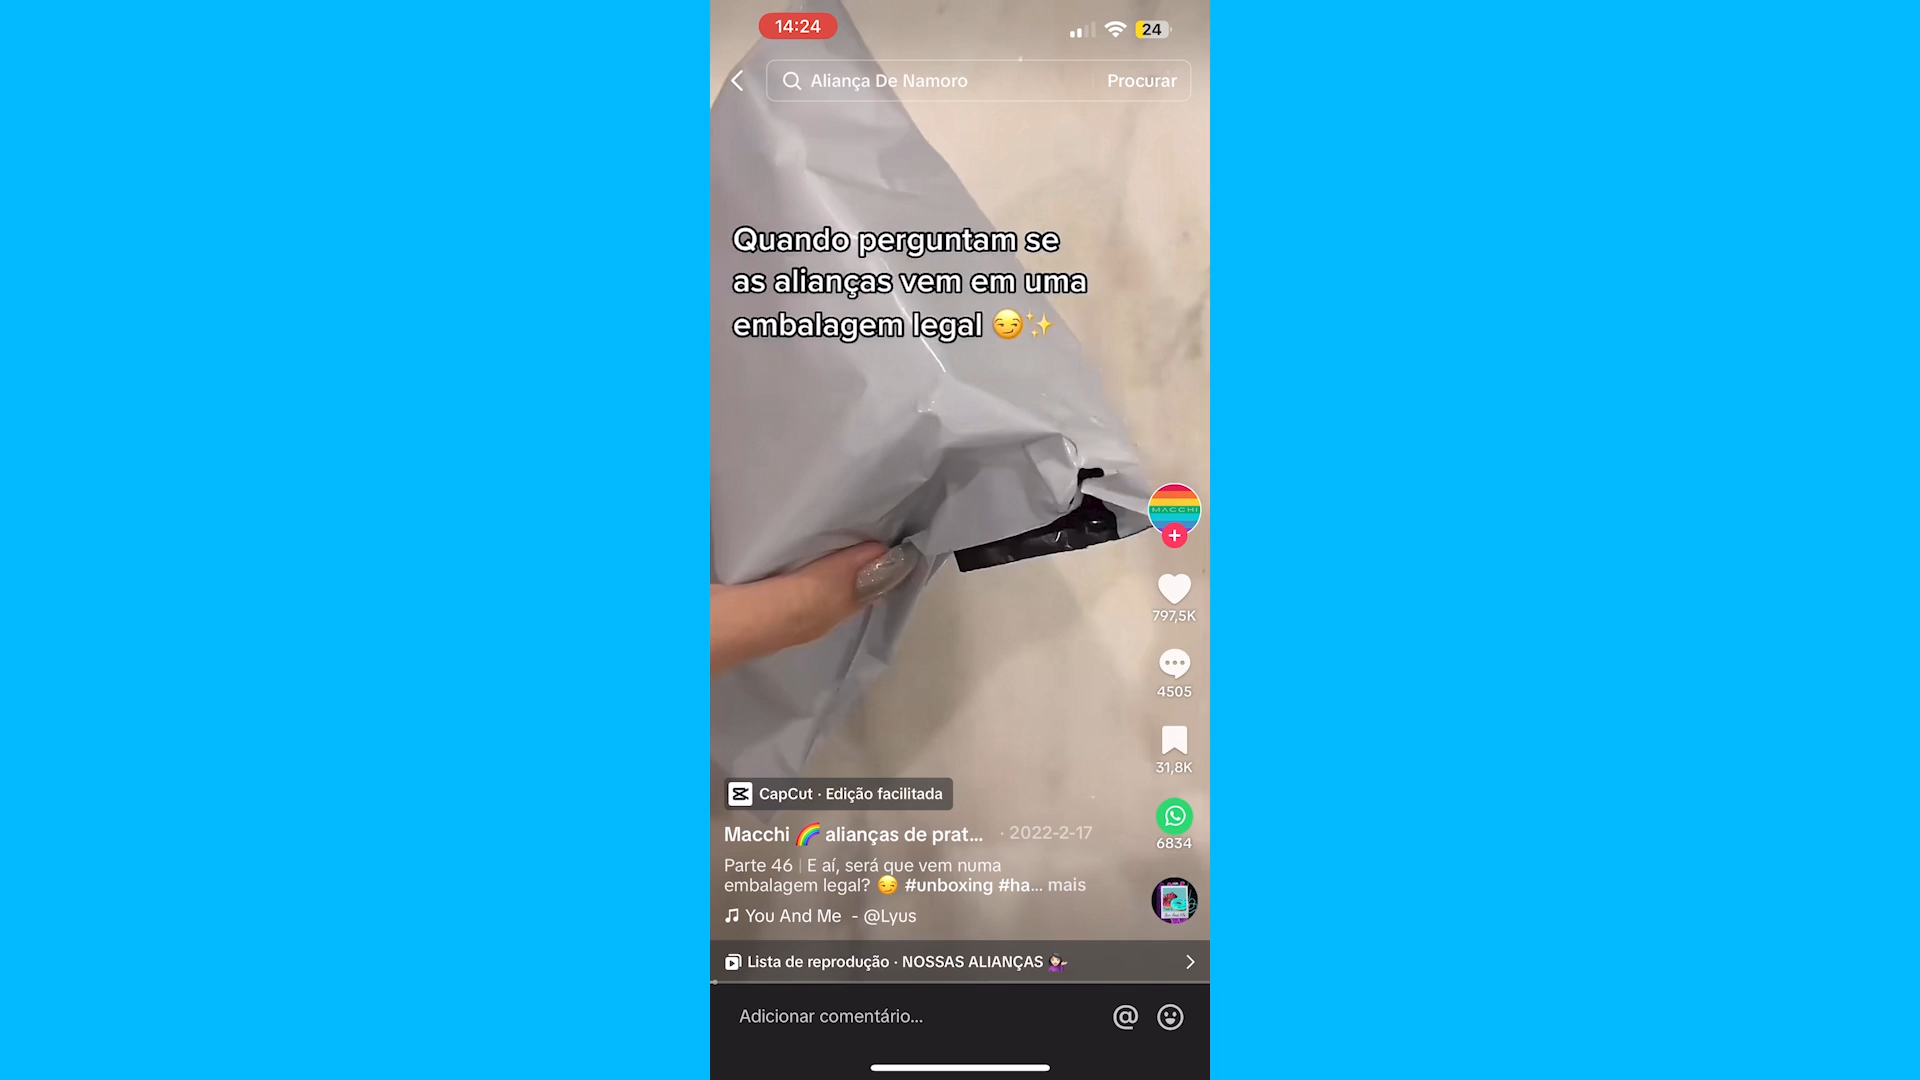 14:24
24
Aliança De Namoro
Procurar
Quando perguntam se
as alianças vem em uma
embalagem legal 😏✨
MACCHI
797,5K
4505
31,8K
6834
CapCut · Edição facilitada
Macchi 🌈 alianças de prat... · 2022-2-17
Parte 46 | E aí, será que vem numa
embalagem legal? 😏 #unboxing #ha... mais
You And Me - @Lyus
Lista de reprodução · NOSSAS ALIANÇAS 💁🏻‍♀️
Adicionar comentário...